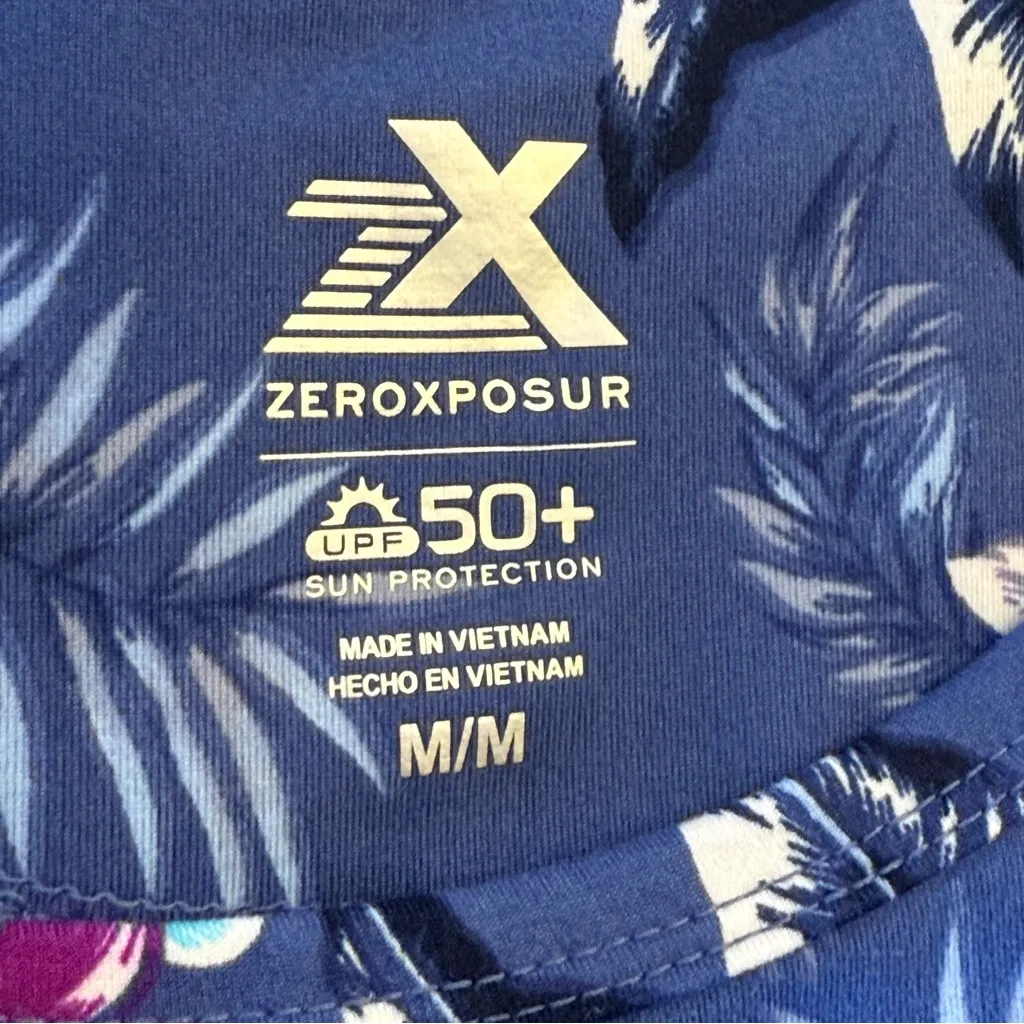 ZX
ZEROXPOSUR
UPF 50+
SUN PROTECTION
MADE IN VIETNAM
HECHO EN VIETNAM
M/M